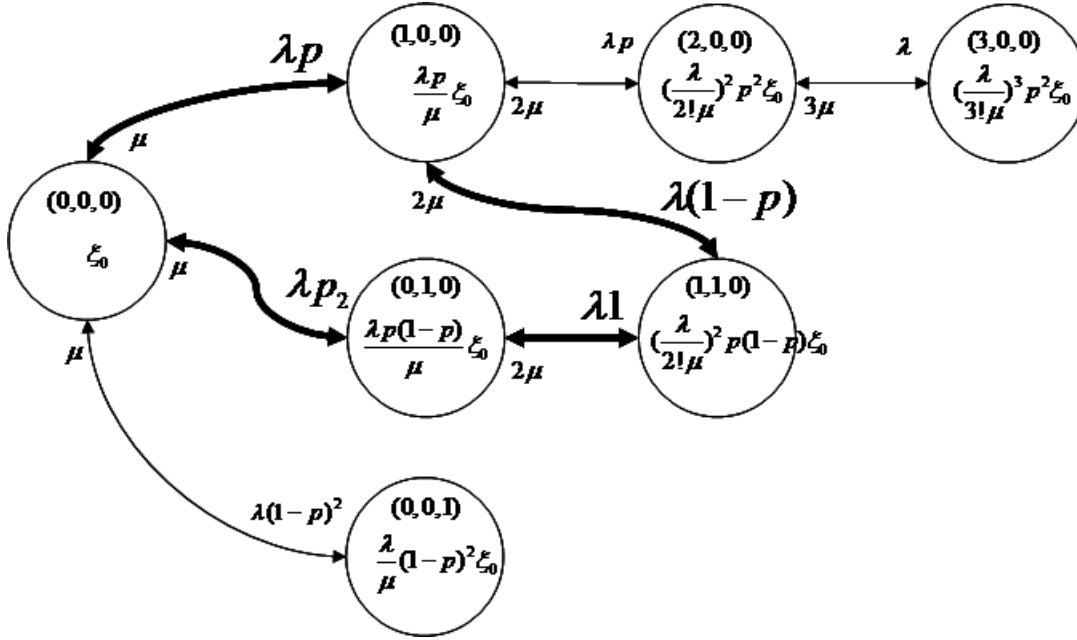 λp
μ
(1,0,0)
λp/μ ξ₀
2μ
λp
(2,0,0)
(λ/2!μ)² p² ξ₀
3μ
λ
(3,0,0)
(λ/3!μ)³ p² ξ₀
2μ
λ(1−p)
(0,0,0)
ξ₀
μ
λp₂
(0,1,0)
λp(1−p)/μ ξ₀
2μ
λ1
(1,1,0)
(λ/2!μ)² p(1−p)ξ₀
μ
λ(1−p)²
(0,0,1)
λ/μ (1−p)² ξ₀